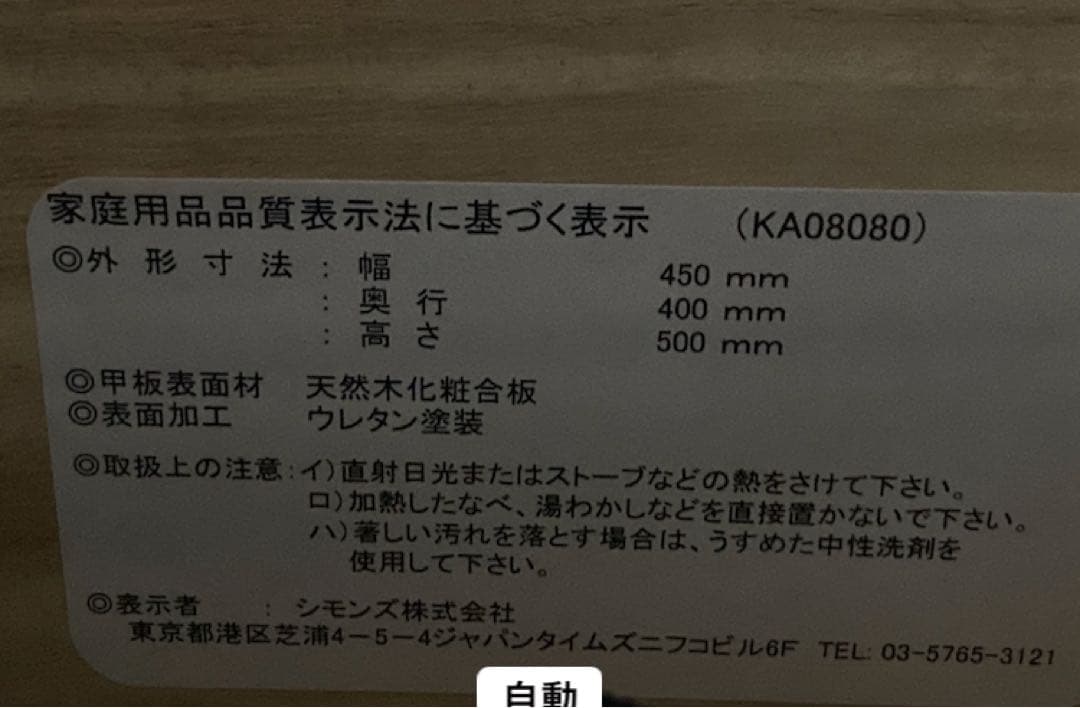 家庭用品品質表示法に基づく表示 （KA08080）
◎外形寸法 : 幅 450 mm
: 奥行 400 mm
: 高さ 500 mm
◎甲板表面材 天然木化粧合板
◎表面加工 ウレタン塗装
◎取扱上の注意:イ）直射日光またはストーブなどの熱をさけて下さい。
ロ）加熱したなべ、湯わかしなどを直接置かないで下さい。
ハ）著しい汚れを落とす場合は、うすめた中性洗剤を
使用して下さい。
◎表示者 : シモンズ株式会社
東京都港区芝浦4－5－4ジャパンタイムズニフコビル6F TEL: 03-5765-3121
自動